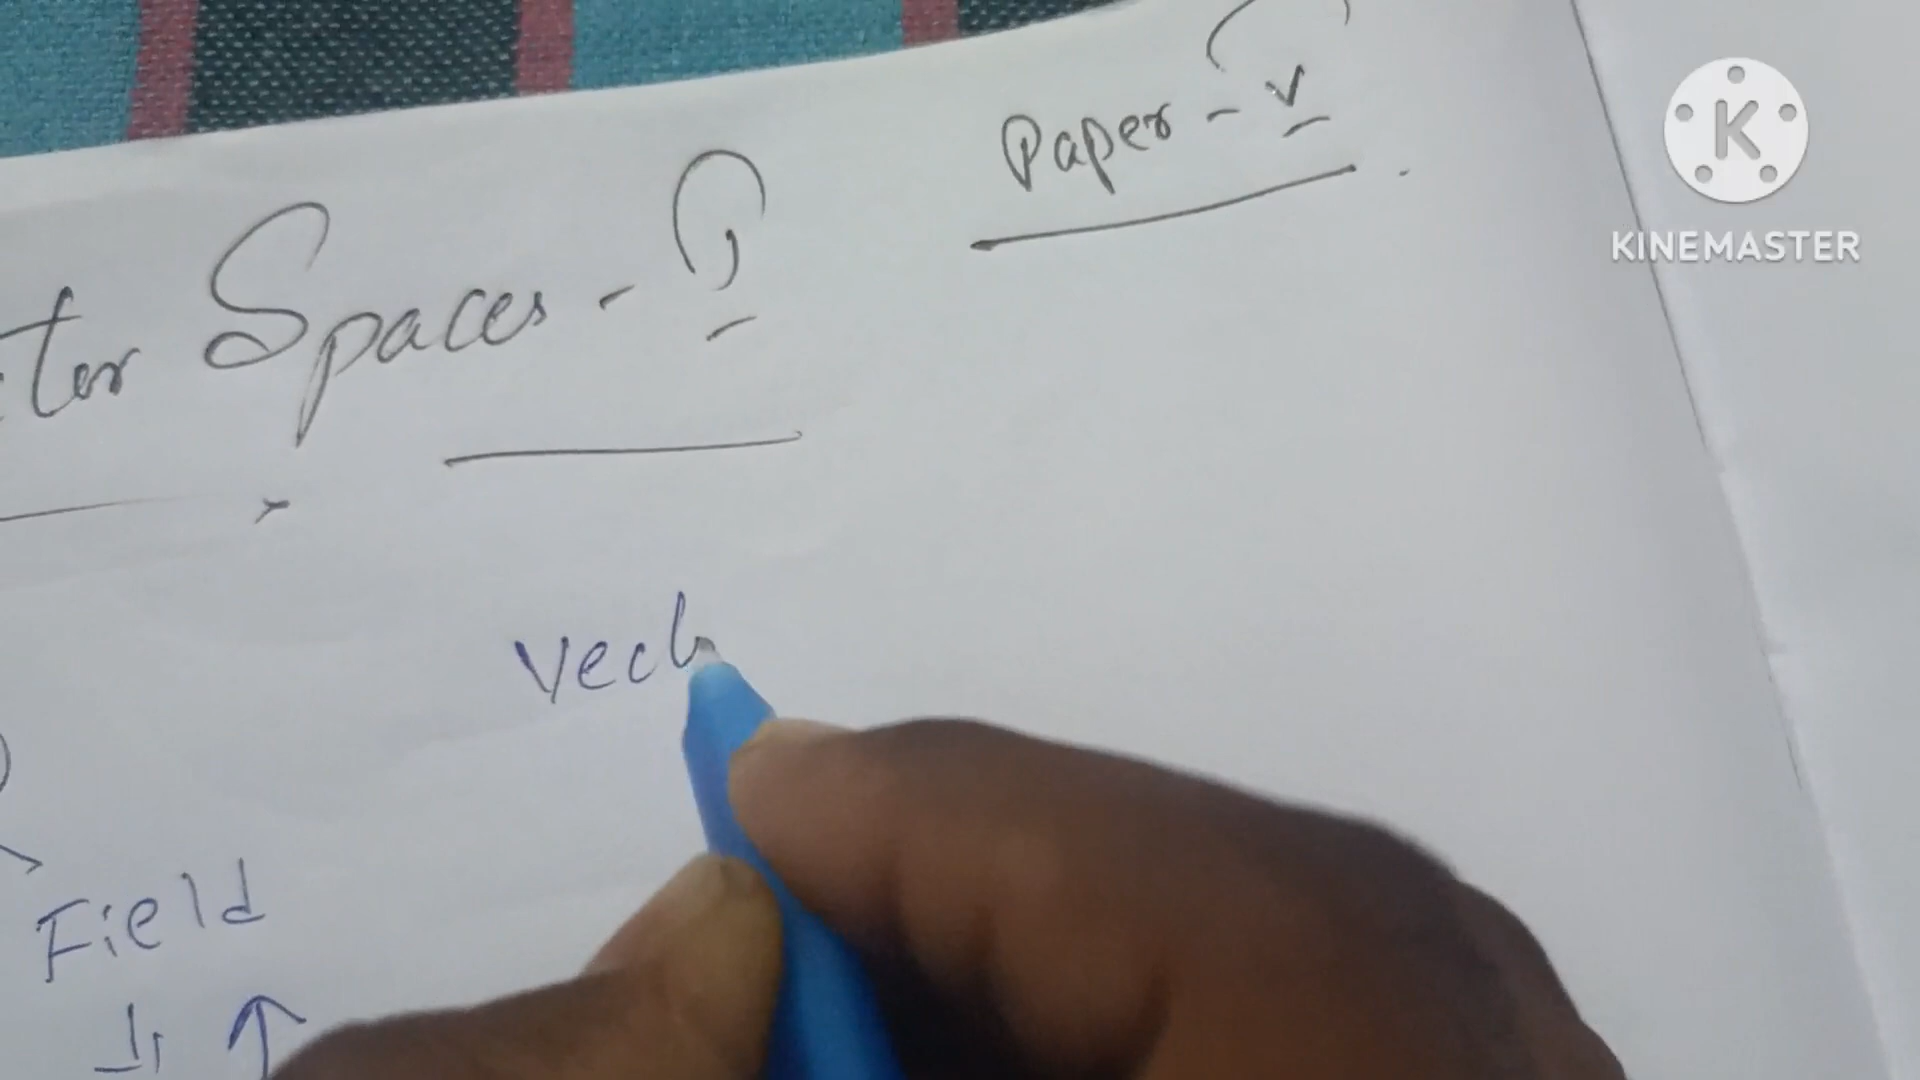 Paper - V
tor Spaces - I
KINEMASTER
Vect
Field